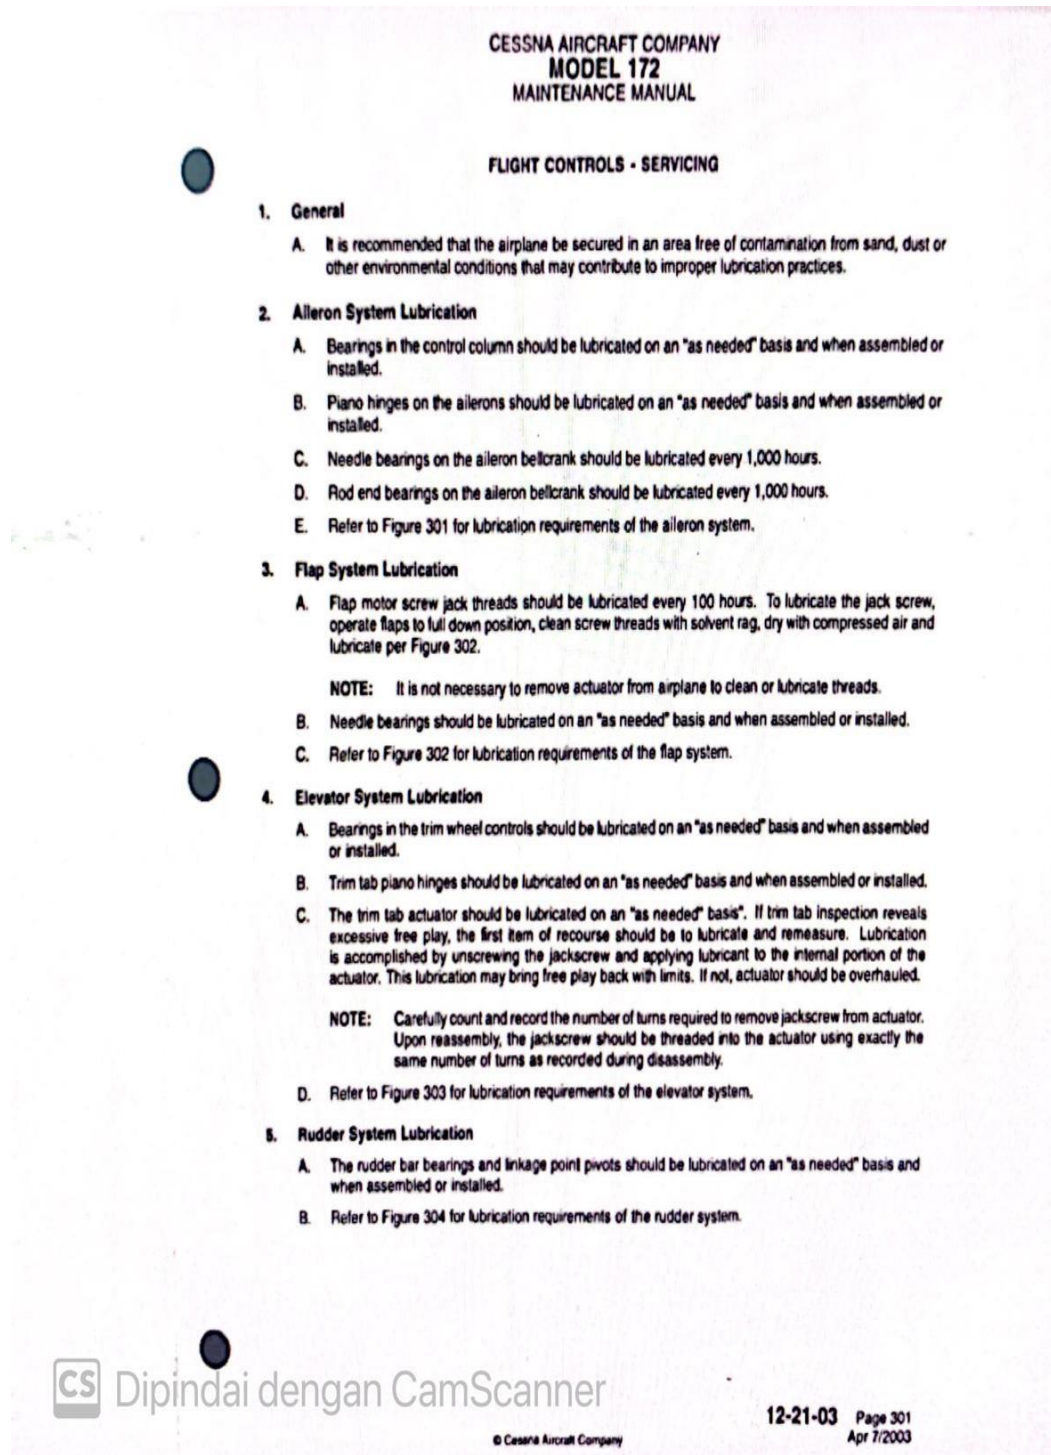 CESSNA AIRCRAFT COMPANY
MODEL 172
MAINTENANCE MANUAL
FLIGHT CONTROLS - SERVICING
1. General
A. It is recommended that the airplane be secured in an area free of contamination from sand, dust or
other environmental conditions that may contribute to improper lubrication practices.
2. Aileron System Lubrication
A. Bearings in the control column should be lubricated on an "as needed" basis and when assembled or
installed.
B. Piano hinges on the ailerons should be lubricated on an "as needed" basis and when assembled or
installed.
C. Needle bearings on the aileron bellcrank should be lubricated every 1,000 hours.
D. Rod end bearings on the aileron bellcrank should be lubricated every 1,000 hours.
E. Refer to Figure 301 for lubrication requirements of the aileron system.
3. Flap System Lubrication
A. Flap motor screw jack threads should be lubricated every 100 hours. To lubricate the jack screw,
operate flaps to full down position, clean screw threads with solvent rag, dry with compressed air and
lubricate per Figure 302.
NOTE: It is not necessary to remove actuator from airplane to clean or lubricate threads.
B. Needle bearings should be lubricated on an "as needed" basis and when assembled or installed.
C. Refer to Figure 302 for lubrication requirements of the flap system.
4. Elevator System Lubrication
A. Bearings in the trim wheel controls should be lubricated on an "as needed" basis and when assembled
or installed.
B. Trim tab piano hinges should be lubricated on an "as needed" basis and when assembled or installed.
C. The trim tab actuator should be lubricated on an "as needed" basis". If trim tab inspection reveals
excessive free play, the first item of recourse should be to lubricate and remeasure. Lubrication
is accomplished by unscrewing the jackscrew and applying lubricant to the internal portion of the
actuator. This lubrication may bring free play back with limits. If not, actuator should be overhauled.
NOTE: Carefully count and record the number of turns required to remove jackscrew from actuator.
Upon reassembly, the jackscrew should be threaded into the actuator using exactly the
same number of turns as recorded during disassembly.
D. Refer to Figure 303 for lubrication requirements of the elevator system.
5. Rudder System Lubrication
A. The rudder bar bearings and linkage point pivots should be lubricated on an "as needed" basis and
when assembled or installed.
B. Refer to Figure 304 for lubrication requirements of the rudder system.
CS Dipindai dengan CamScanner
12-21-03 Page 301
Apr 7/2003
© Cessna Aircraft Company